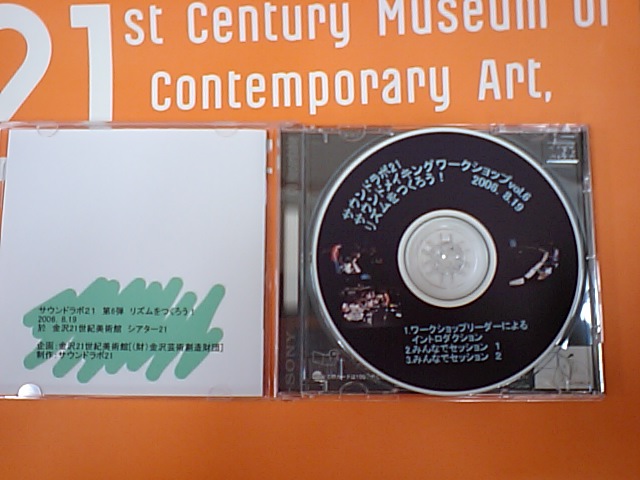 21st Century Museum of
Contemporary Art,
サウンドラボ21 第6弾 リズムをつくろう!
2006. 8.19
於 金沢21世紀美術館 シアター21
企画:金沢21世紀美術館[(財)金沢芸術創造財団]
制作:サウンドラボ21
SONY
サウンドラボ21
サウンドメイキングワークショップvol.6
リズムをつくろう!
2006. 8.19
1.ワークショップリーダーによる
イントロダクション
2.みんなでセッション 1
3.みんなでセッション 2